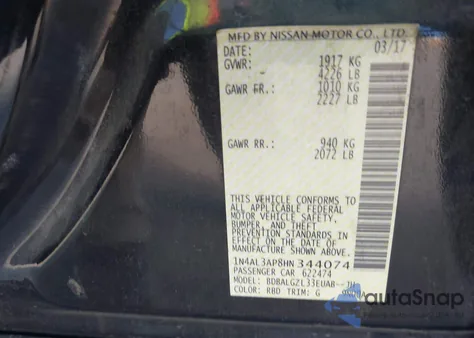 MFD BY NISSAN MOTOR CO., LTD.
DATE: 03/17
GVWR: 1917 KG
4226 LB
GAWR FR.: 1010 KG
2227 LB
GAWR RR.: 940 KG
2072 LB
THIS VEHICLE CONFORMS TO
ALL APPLICABLE FEDERAL
MOTOR VEHICLE SAFETY,
BUMPER, AND THEFT
PREVENTION STANDARDS IN
EFFECT ON THE DATE OF
MANUFACTURE SHOWN ABOVE.
1N4AL3AP8HN344074
PASSENGER CAR 622474
MODEL: BDBALGZL33EUAB--JU
COLOR: RBD TRIM: G
autoSnap